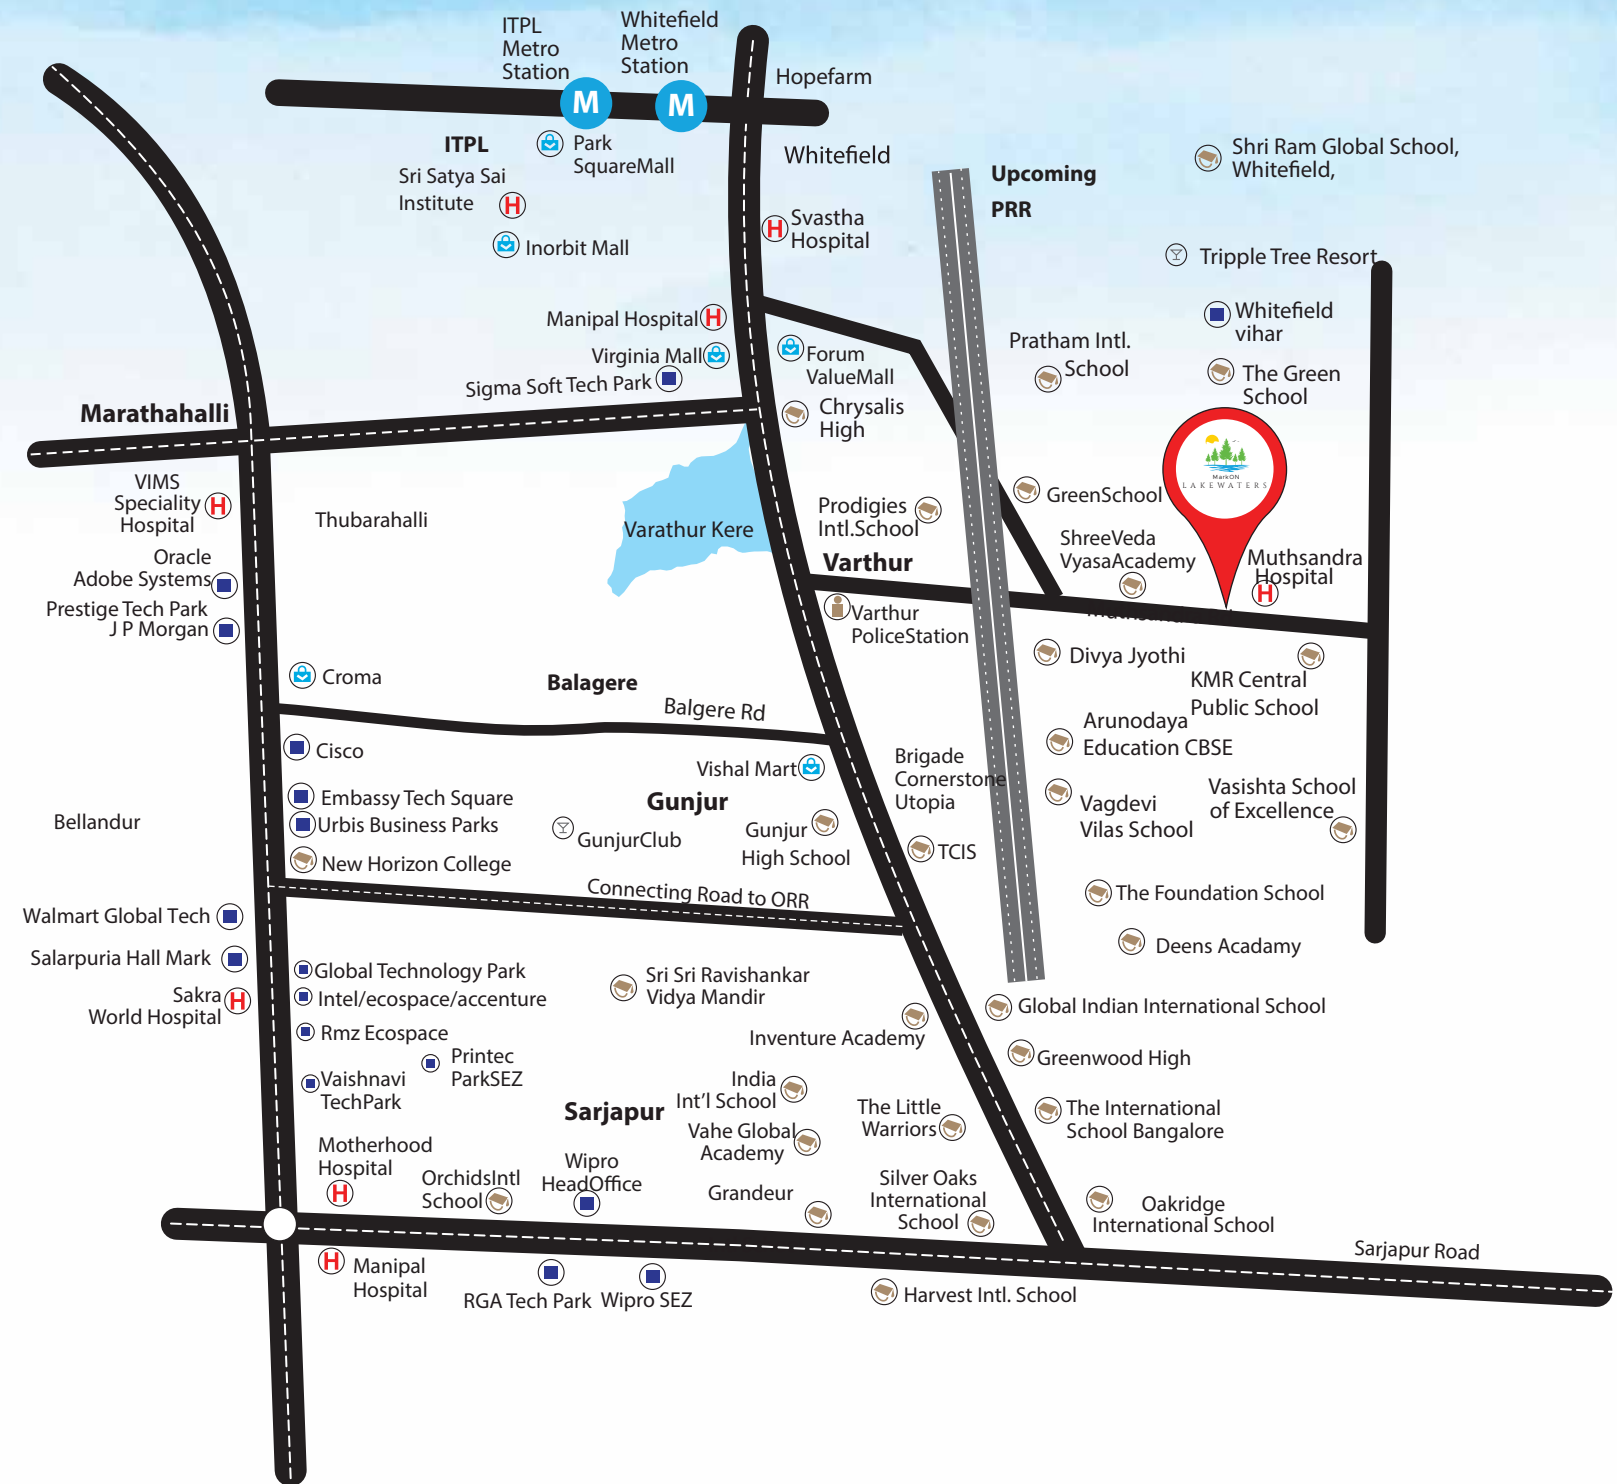 ITPL
Metro
Station
Whitefield
Metro
Station
M
M
Hopefarm
ITPL
Park
SquareMall
Whitefield
Sri Satya Sai
Institute
H
Inorbit Mall
H
Svastha
Hospital
Upcoming
PRR
Shri Ram Global School,
Whitefield,
Tripple Tree Resort
Whitefield
vihar
Manipal Hospital
H
Virginia Mall
Sigma Soft Tech Park
Forum
ValueMall
Chrysalis
High
Pratham Intl.
School
The Green
School
Marathahalli
VIMS
Speciality
Hospital
H
Thubarahalli
Varathur Kere
Prodigies
Intl.School
GreenSchool
MarkON
LAKEWATERS
Oracle
Adobe Systems
Prestige Tech Park
J P Morgan
Varthur
ShreeVeda
VyasaAcademy
Muthsandra
Hospital
H
Varthur
PoliceStation
Divya Jyothi
KMR Central
Public School
Croma
Balagere
Balgere Rd
Arunodaya
Education CBSE
Cisco
Vishal Mart
Brigade
Cornerstone
Utopia
Embassy Tech Square
Urbis Business Parks
New Horizon College
Bellandur
Gunjur
GunjurClub
Gunjur
High School
TCIS
Vagdevi
Vilas School
Vasishta School
of Excellence
Connecting Road to ORR
The Foundation School
Deens Acadamy
Walmart Global Tech
Salarpuria Hall Mark
Sakra
World Hospital
H
Global Technology Park
Intel/ecospace/accenture
Rmz Ecospace
Printec
ParkSEZ
Vaishnavi
TechPark
Sri Sri Ravishankar
Vidya Mandir
Inventure Academy
Global Indian International School
Greenwood High
India
Int'l School
Sarjapur
Vahe Global
Academy
The Little
Warriors
The International
School Bangalore
Motherhood
Hospital
H
OrchidsIntl
School
Wipro
HeadOffice
Grandeur
Silver Oaks
International
School
Oakridge
International School
Sarjapur Road
H
Manipal
Hospital
RGA Tech Park
Wipro SEZ
Harvest Intl. School